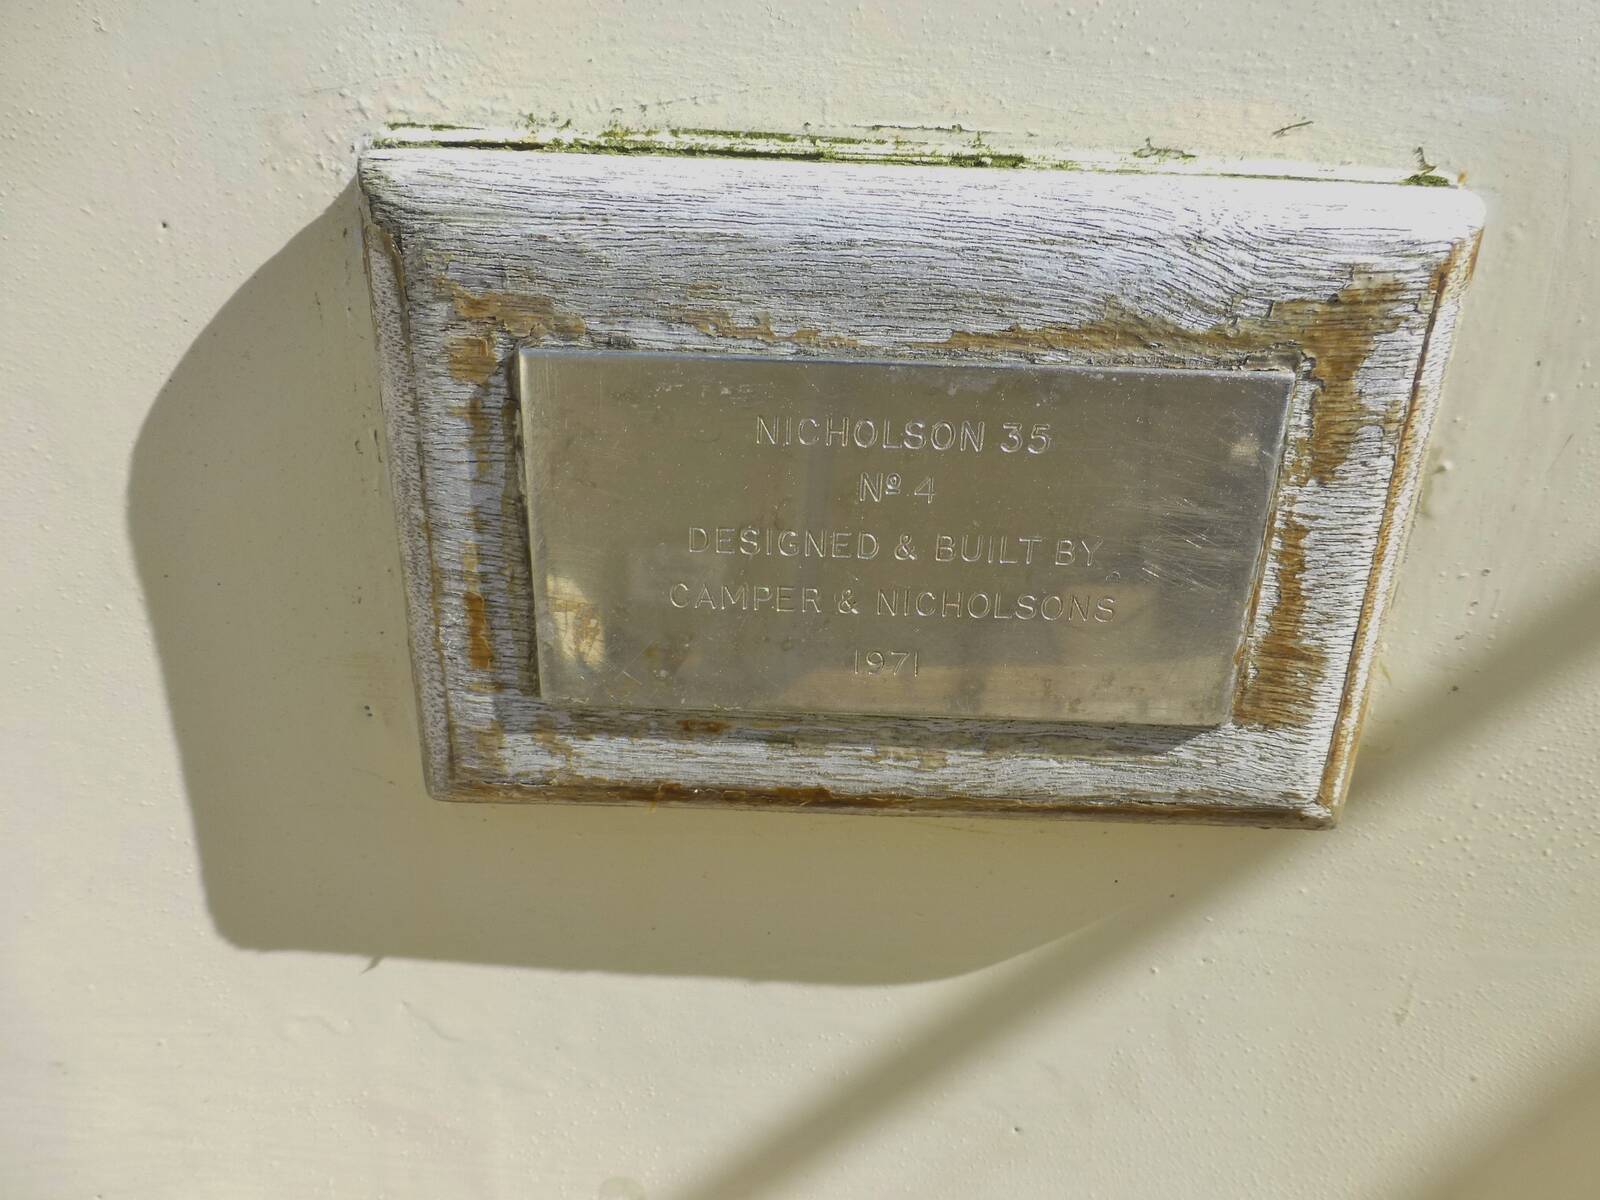 NICHOLSON 35
Nº 4
DESIGNED & BUILT BY
CAMPER & NICHOLSONS
1971